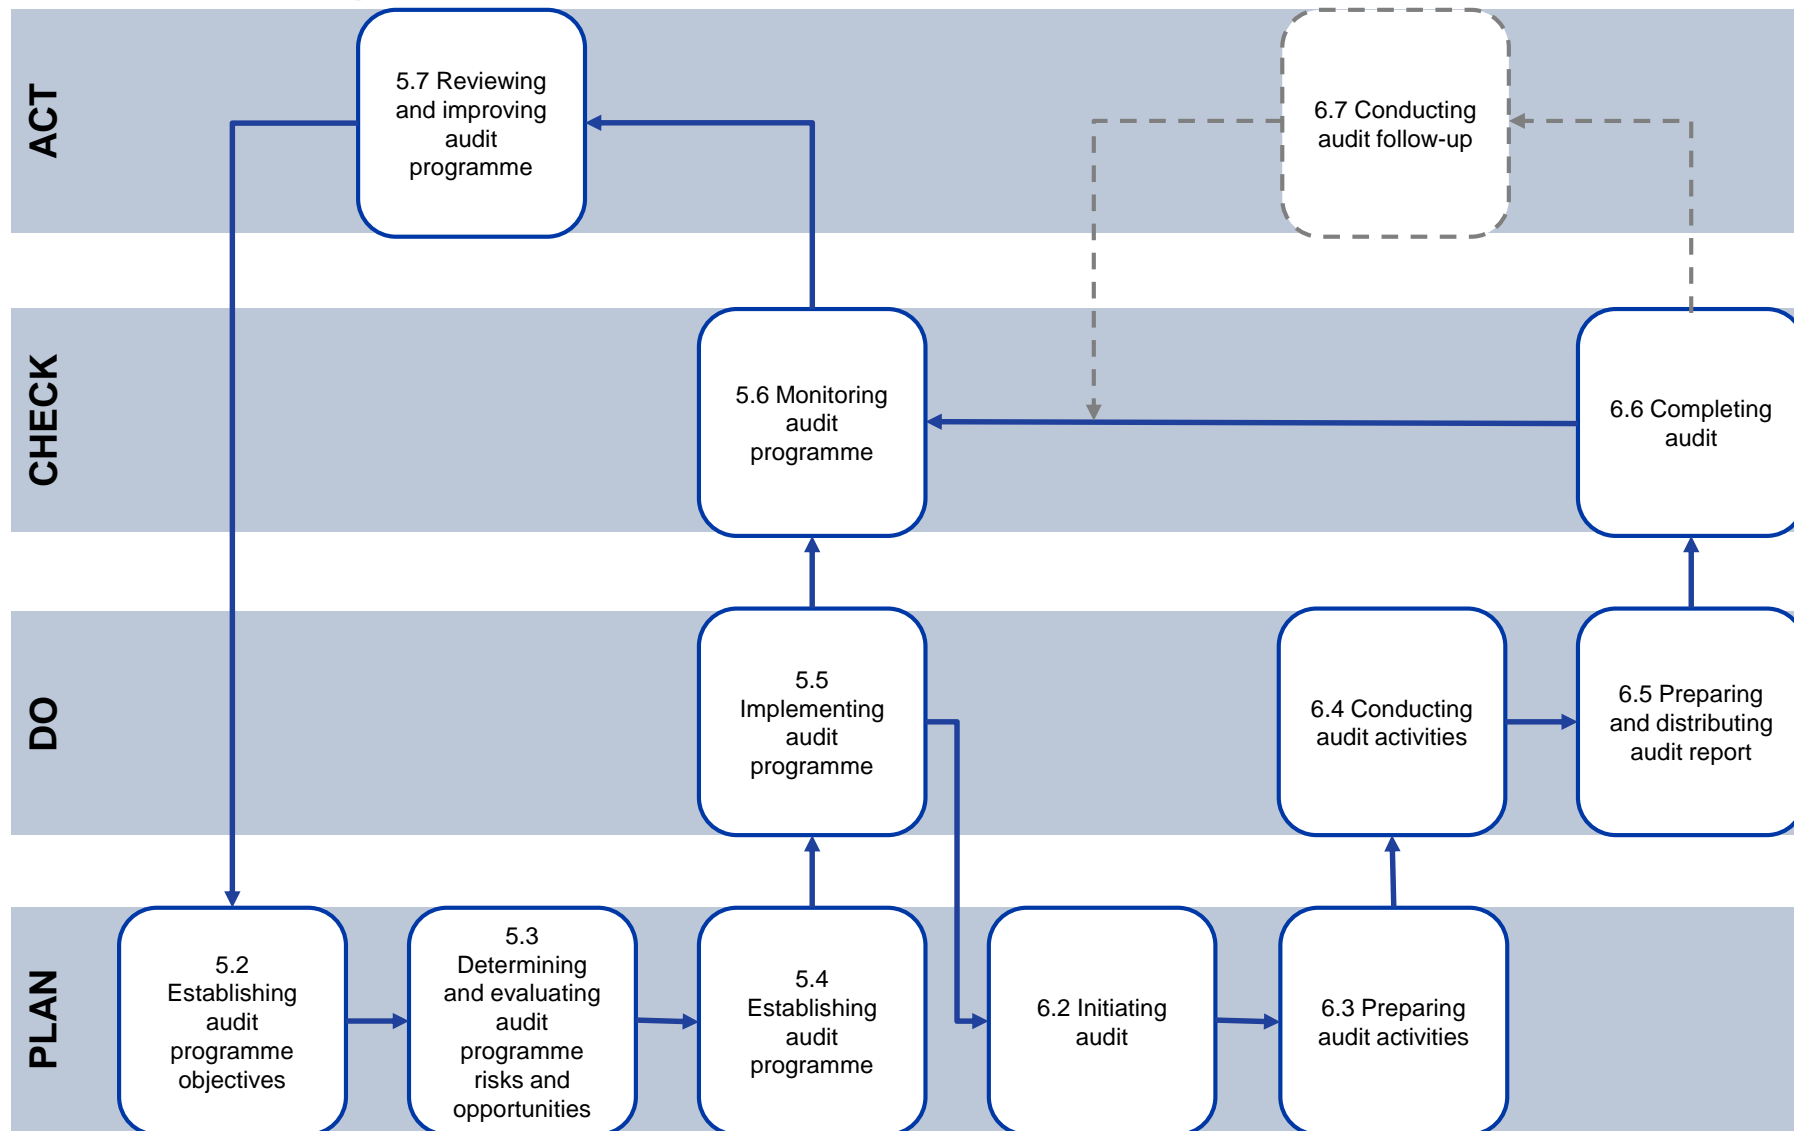 ACT
5.7 Reviewing
and improving
audit
programme
6.7 Conducting
audit follow-up
CHECK
5.6 Monitoring
audit
programme
6.6 Completing
audit
DO
5.5
Implementing
audit
programme
6.4 Conducting
audit activities
6.5 Preparing
and distributing
audit report
PLAN
5.2
Establishing
audit
programme
objectives
5.3
Determining
and evaluating
audit
programme
risks and
opportunities
5.4
Establishing
audit
programme
6.2 Initiating
audit
6.3 Preparing
audit activities